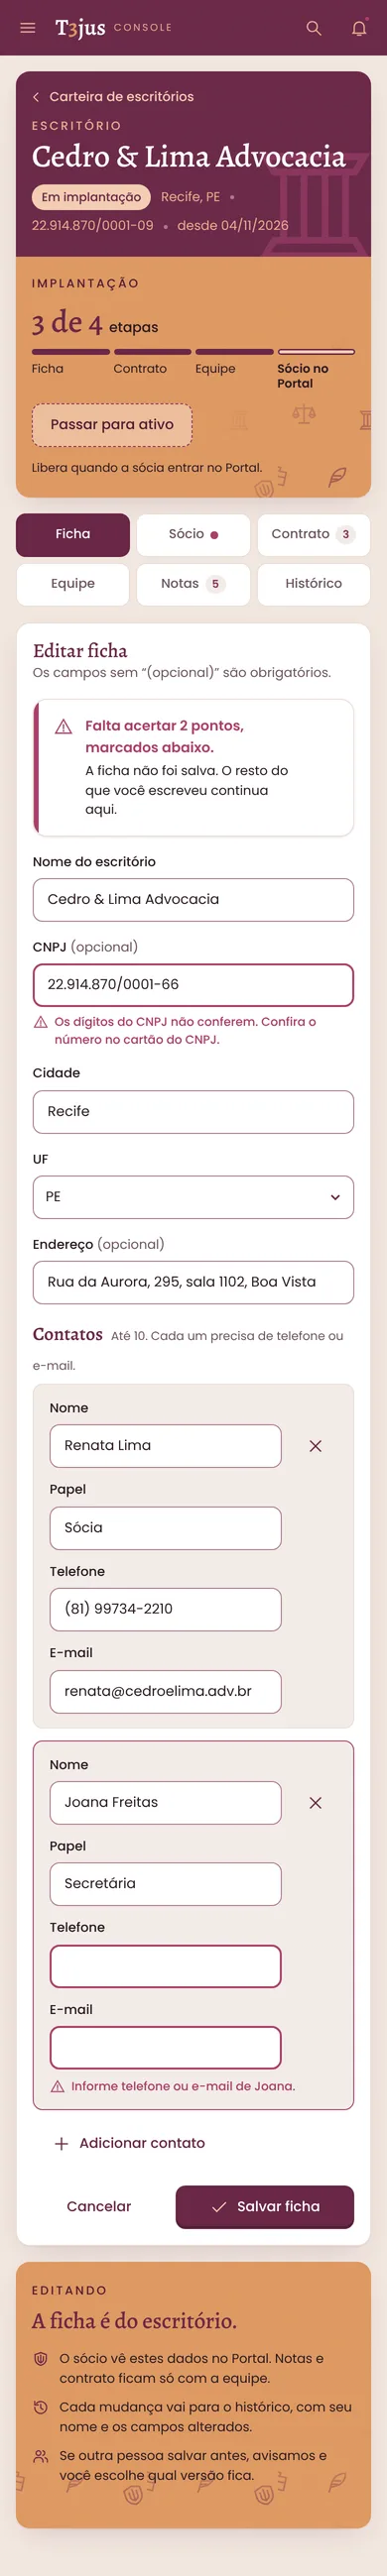 T3jus CONSOLE
Carteira de escritórios
ESCRITÓRIO
Cedro & Lima Advocacia
Em implantação Recife, PE •
22.914.870/0001-09 • desde 04/11/2026
IMPLANTAÇÃO
3 de 4 etapas
Ficha Contrato Equipe Sócio no
Portal
Passar para ativo
Libera quando a sócia entrar no Portal.
Ficha Sócio Contrato 3
Equipe Notas 5 Histórico
Editar ficha
Os campos sem “(opcional)” são obrigatórios.
Falta acertar 2 pontos,
marcados abaixo.
A ficha não foi salva. O resto do
que você escreveu continua
aqui.
Nome do escritório
Cedro & Lima Advocacia
CNPJ (opcional)
22.914.870/0001-66
Os dígitos do CNPJ não conferem. Confira o
número no cartão do CNPJ.
Cidade
Recife
UF
PE
Endereço (opcional)
Rua da Aurora, 295, sala 1102, Boa Vista
Contatos Até 10. Cada um precisa de telefone ou
e-mail.
Nome
Renata Lima
Papel
Sócia
Telefone
(81) 99734-2210
E-mail
renata@cedroelima.adv.br
Nome
Joana Freitas
Papel
Secretária
Telefone
E-mail
Informe telefone ou e-mail de Joana.
Adicionar contato
Cancelar Salvar ficha
EDITANDO
A ficha é do escritório.
O sócio vê estes dados no Portal. Notas e
contrato ficam só com a equipe.
Cada mudança vai para o histórico, com seu
nome e os campos alterados.
Se outra pessoa salvar antes, avisamos e
você escolhe qual versão fica.